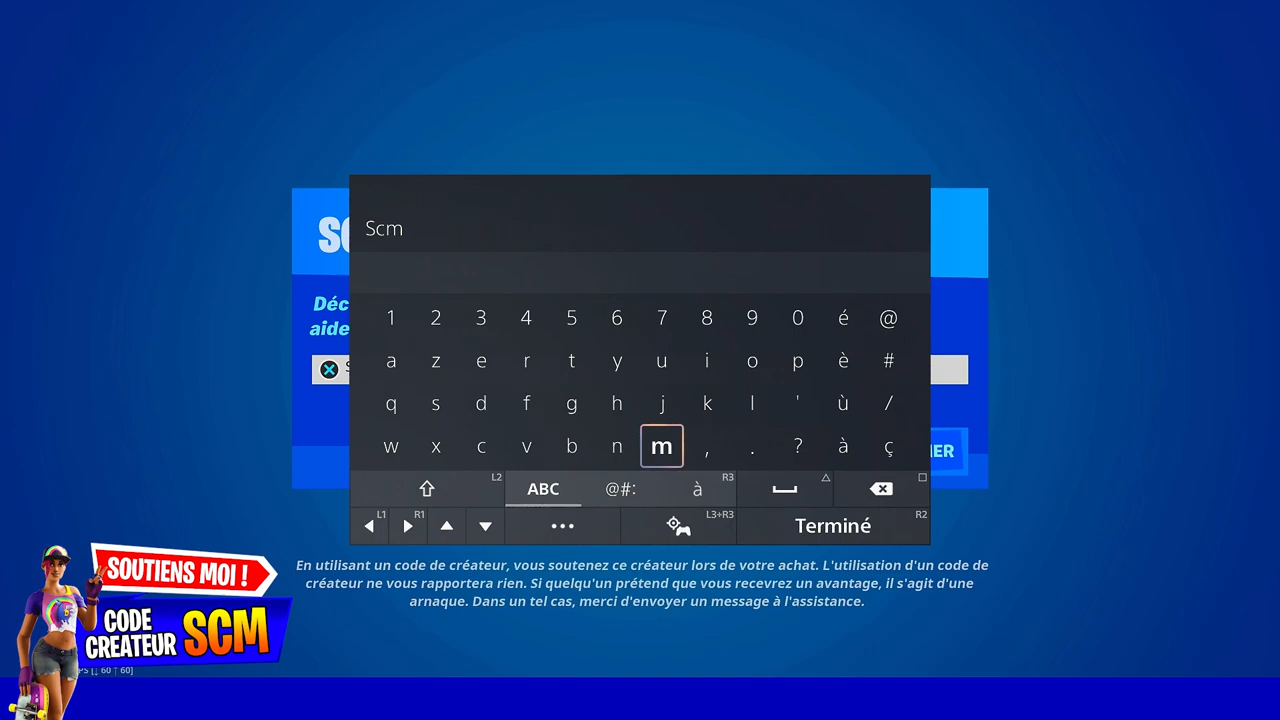 Scm
1 2 3 4 5 6 7 8 9 0 é @
a z e r t y u i o p è #
q s d f g h j k l ' ù /
w x c v b n m , . ? à ç
L2 ABC @#: à R3
L1 R1 ... L3+R3 Terminé R2
Déc
aide
En utilisant un code de créateur, vous soutenez ce créateur lors de votre achat. L'utilisation d'un code de
créateur ne vous rapportera rien. Si quelqu'un prétend que vous recevrez un avantage, il s'agit d'une
arnaque. Dans un tel cas, merci d'envoyer un message à l'assistance.
SOUTIENS MOI !
CODE
CREATEUR SCM